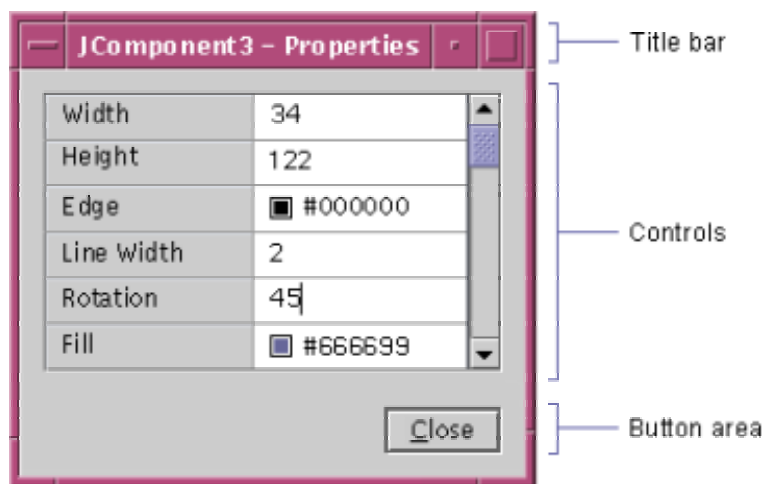 JComponent3 – Properties
Title bar
Width 34
Height 122
Edge #000000
Controls
Line Width 2
Rotation 45
Fill #666699
Close
Button area